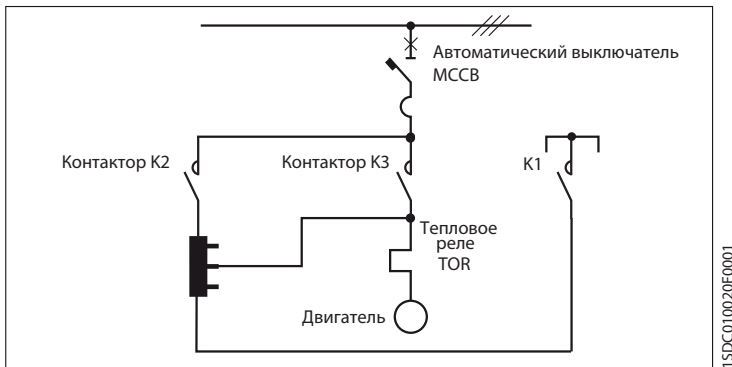 Автоматический выключатель
MCCB
Контактор K2
Контактор K3
K1
Тепловое
реле
TOR
Двигатель
1SDC010020F0001